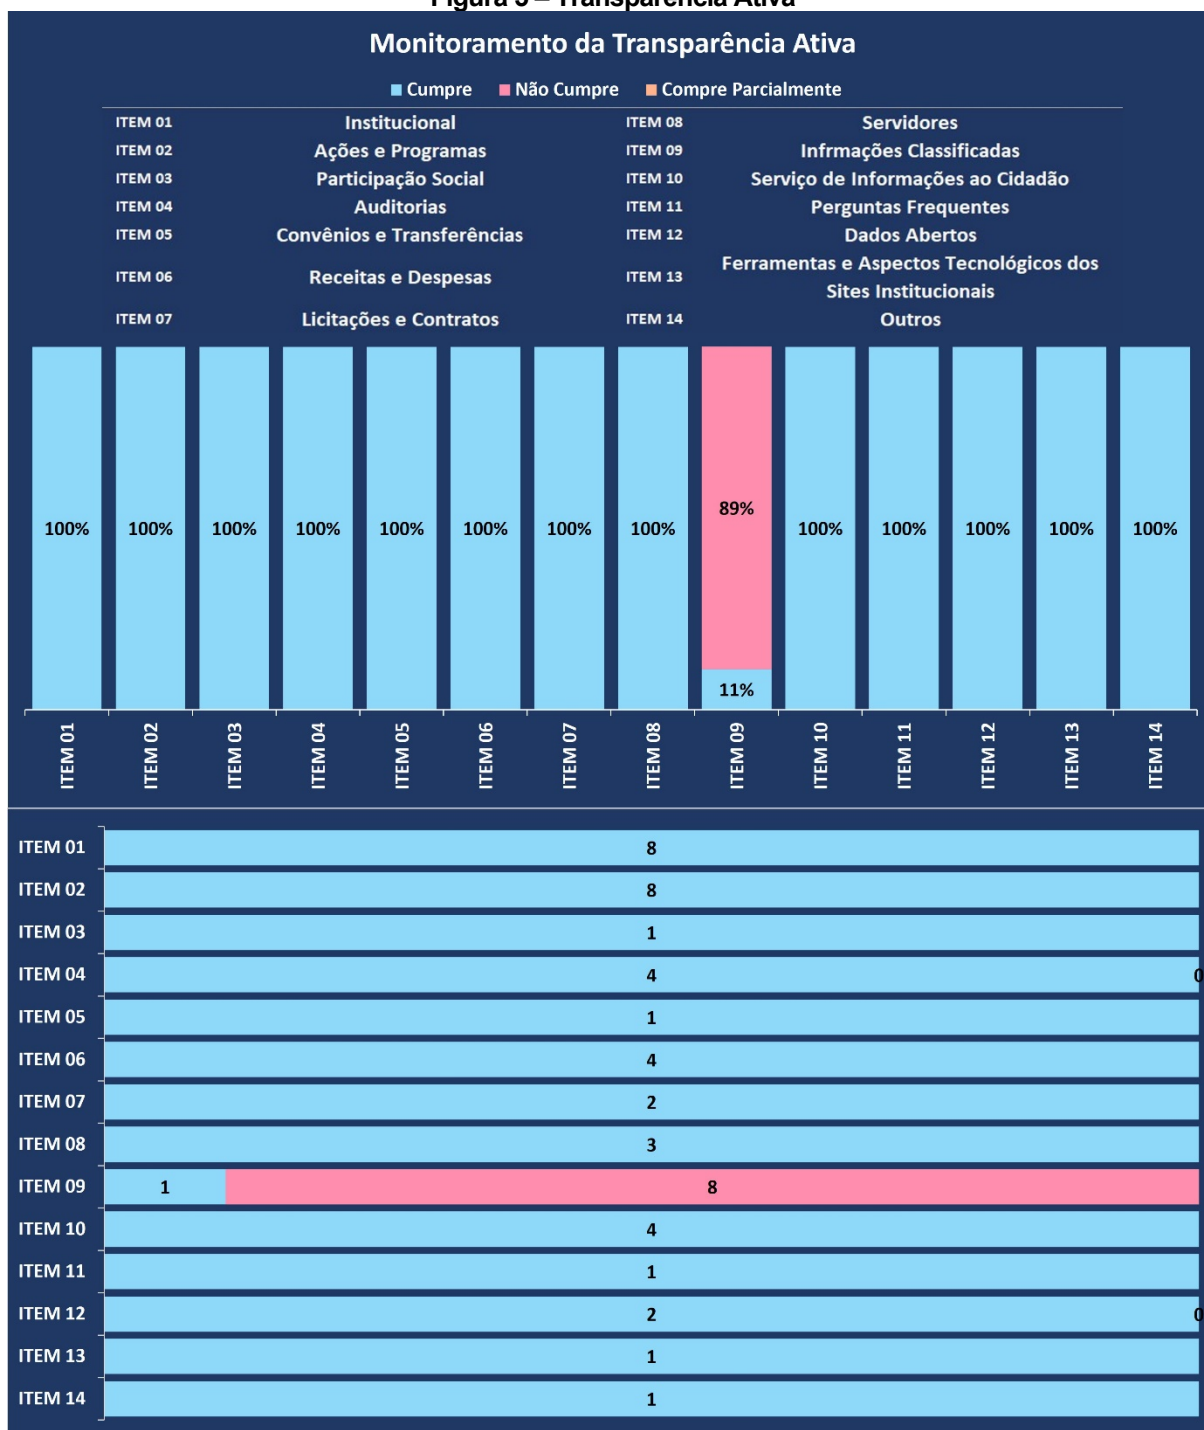 Figura 5 – Transparência Ativa
Monitoramento da Transparência Ativa
Cumpre Não Cumpre Compre Parcialmente
ITEM 01 Institucional ITEM 08 Servidores
ITEM 02 Ações e Programas ITEM 09 Infrmações Classificadas
ITEM 03 Participação Social ITEM 10 Serviço de Informações ao Cidadão
ITEM 04 Auditorias ITEM 11 Perguntas Frequentes
ITEM 05 Convênios e Transferências ITEM 12 Dados Abertos
ITEM 06 Receitas e Despesas ITEM 13 Ferramentas e Aspectos Tecnológicos dos
Sites Institucionais
ITEM 07 Licitações e Contratos ITEM 14 Outros
89%
100% 100% 100% 100% 100% 100% 100% 100% 100% 100% 100% 100% 100%
11%
ITEM 01 ITEM 02 ITEM 03 ITEM 04 ITEM 05 ITEM 06 ITEM 07 ITEM 08 ITEM 09 ITEM 10 ITEM 11 ITEM 12 ITEM 13 ITEM 14
ITEM 01 8
ITEM 02 8
ITEM 03 1
ITEM 04 4 0
ITEM 05 1
ITEM 06 4
ITEM 07 2
ITEM 08 3
ITEM 09 1 8
ITEM 10 4
ITEM 11 1
ITEM 12 2 0
ITEM 13 1
ITEM 14 1